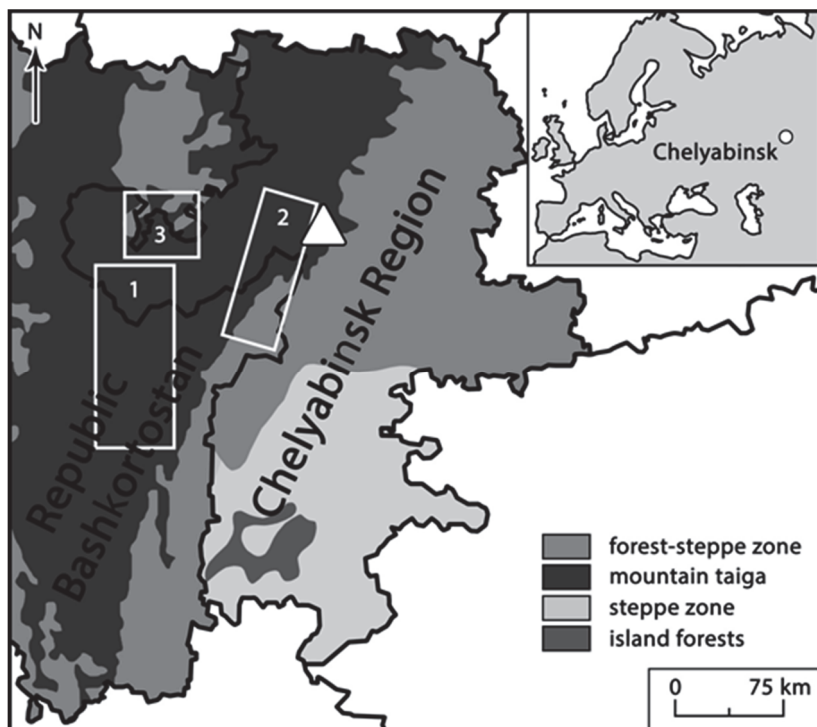 N
Chelyabinsk
2
3
1
Chelyabinsk Region
Republic
Bashkortostan
forest-steppe zone
mountain taiga
steppe zone
island forests
0 75 km